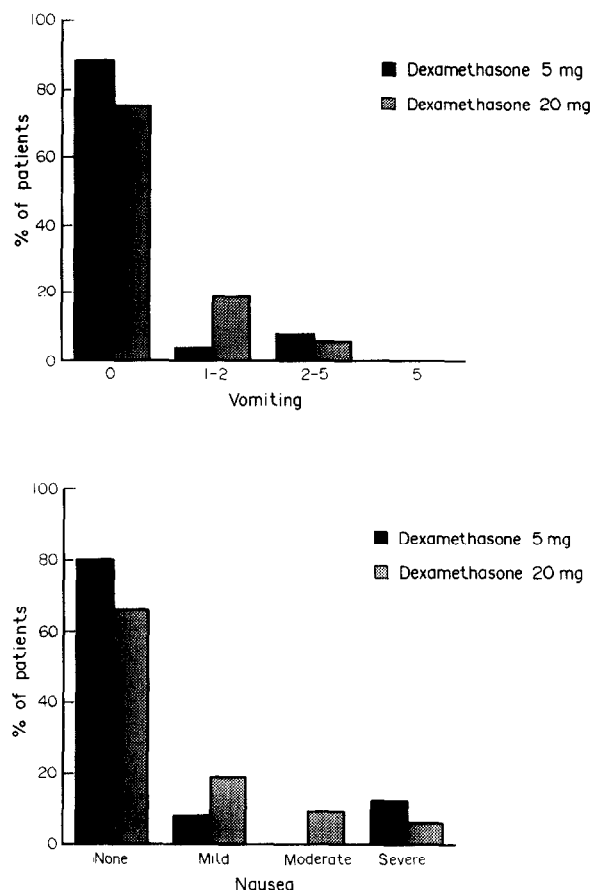 100
80
60
40
20
0
% of patients
Dexamethasone 5 mg
Dexamethasone 20 mg
0 1-2 2-5 5
Vomiting
100
80
60
40
20
0
% of patients
Dexamethasone 5 mg
Dexamethasone 20 mg
None Mild Moderate Severe
Nausea